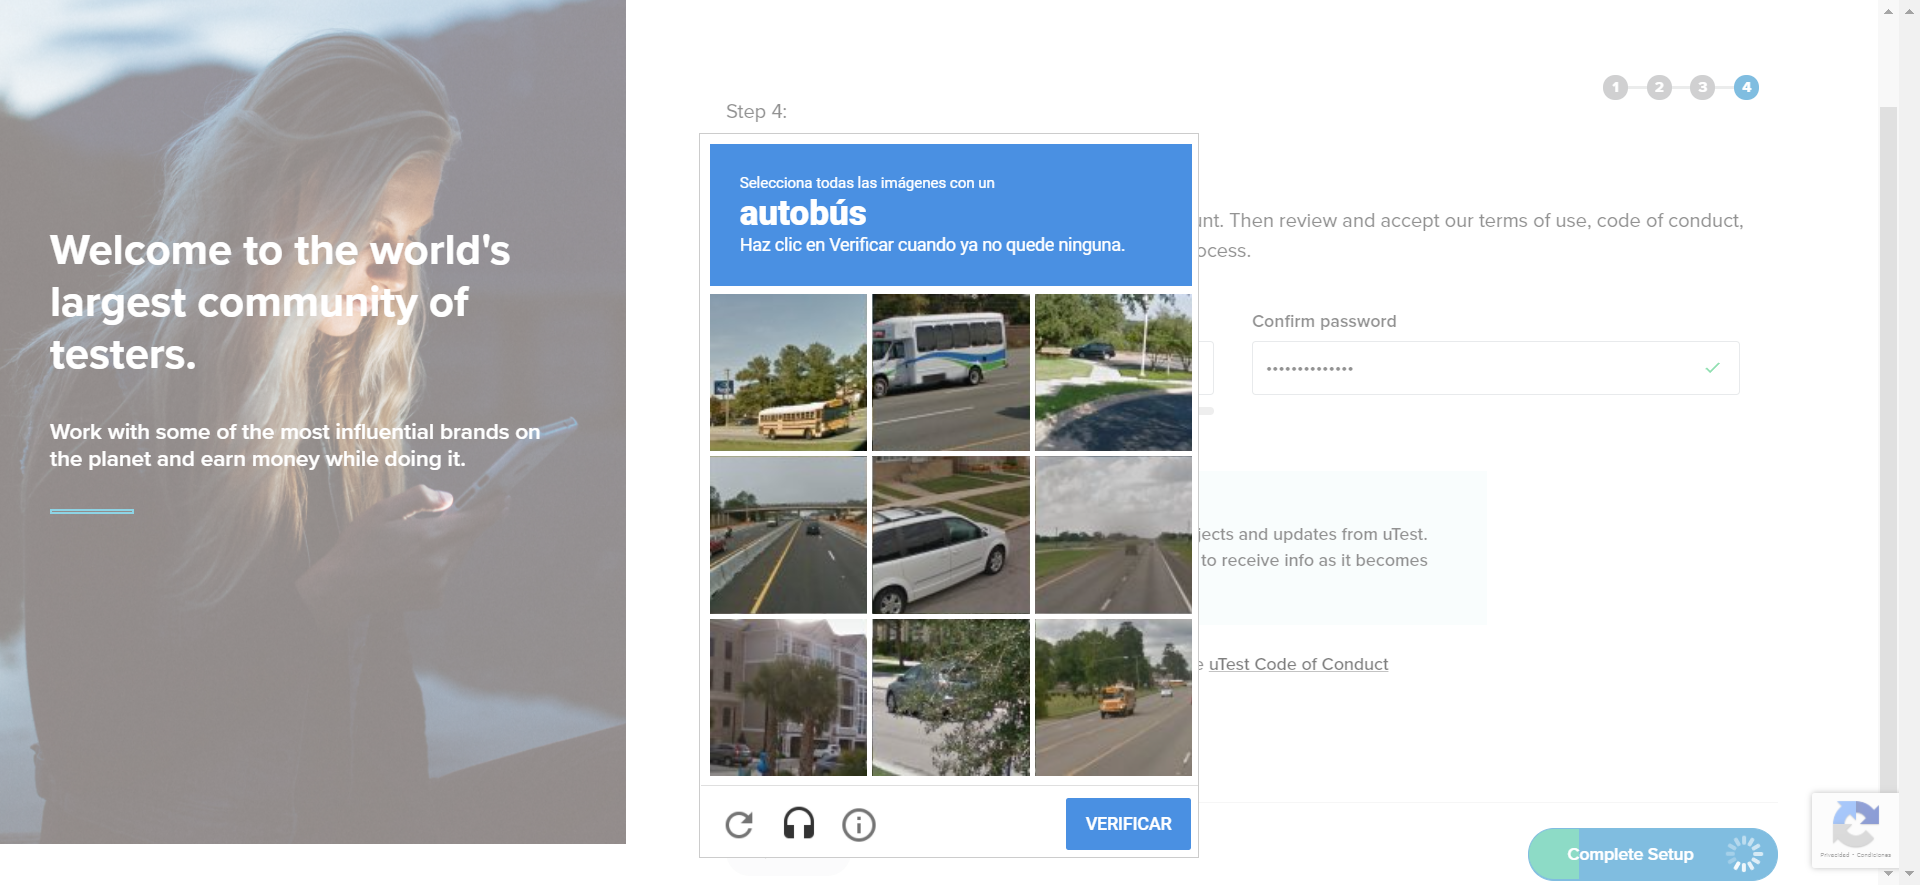 Welcome to the world's
largest community of
testers.
Work with some of the most influential brands on
the planet and earn money while doing it.
1 2 3 4
Step 4:
Selecciona todas las imágenes con un
autobús
Haz clic en Verificar cuando ya no quede ninguna.
unt. Then review and accept our terms of use, code of conduct,
ocess.
Confirm password
••••••••••••••
jects and updates from uTest.
to receive info as it becomes
e uTest Code of Conduct
VERIFICAR
Complete Setup
Privacidad - Condiciones